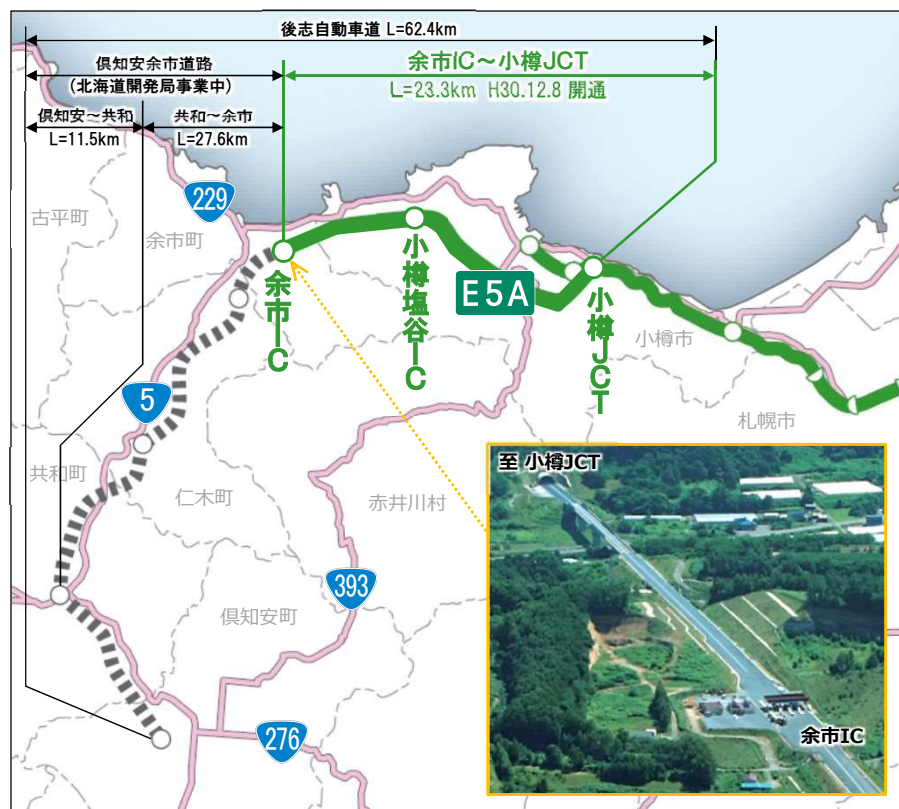 後志自動車道 L=62.4km
倶知安余市道路
(北海道開発局事業中)
余市IC~小樽JCT
L=23.3km H30.12.8 開通
倶知安~共和
L=11.5km
共和~余市
L=27.6km
229
古平町
余市町
余市IC
小樽塩谷IC
E5A
小樽JCT
小樽市
札幌市
5
共和町
仁木町
赤井川村
393
倶知安町
276
至 小樽JCT
余市IC